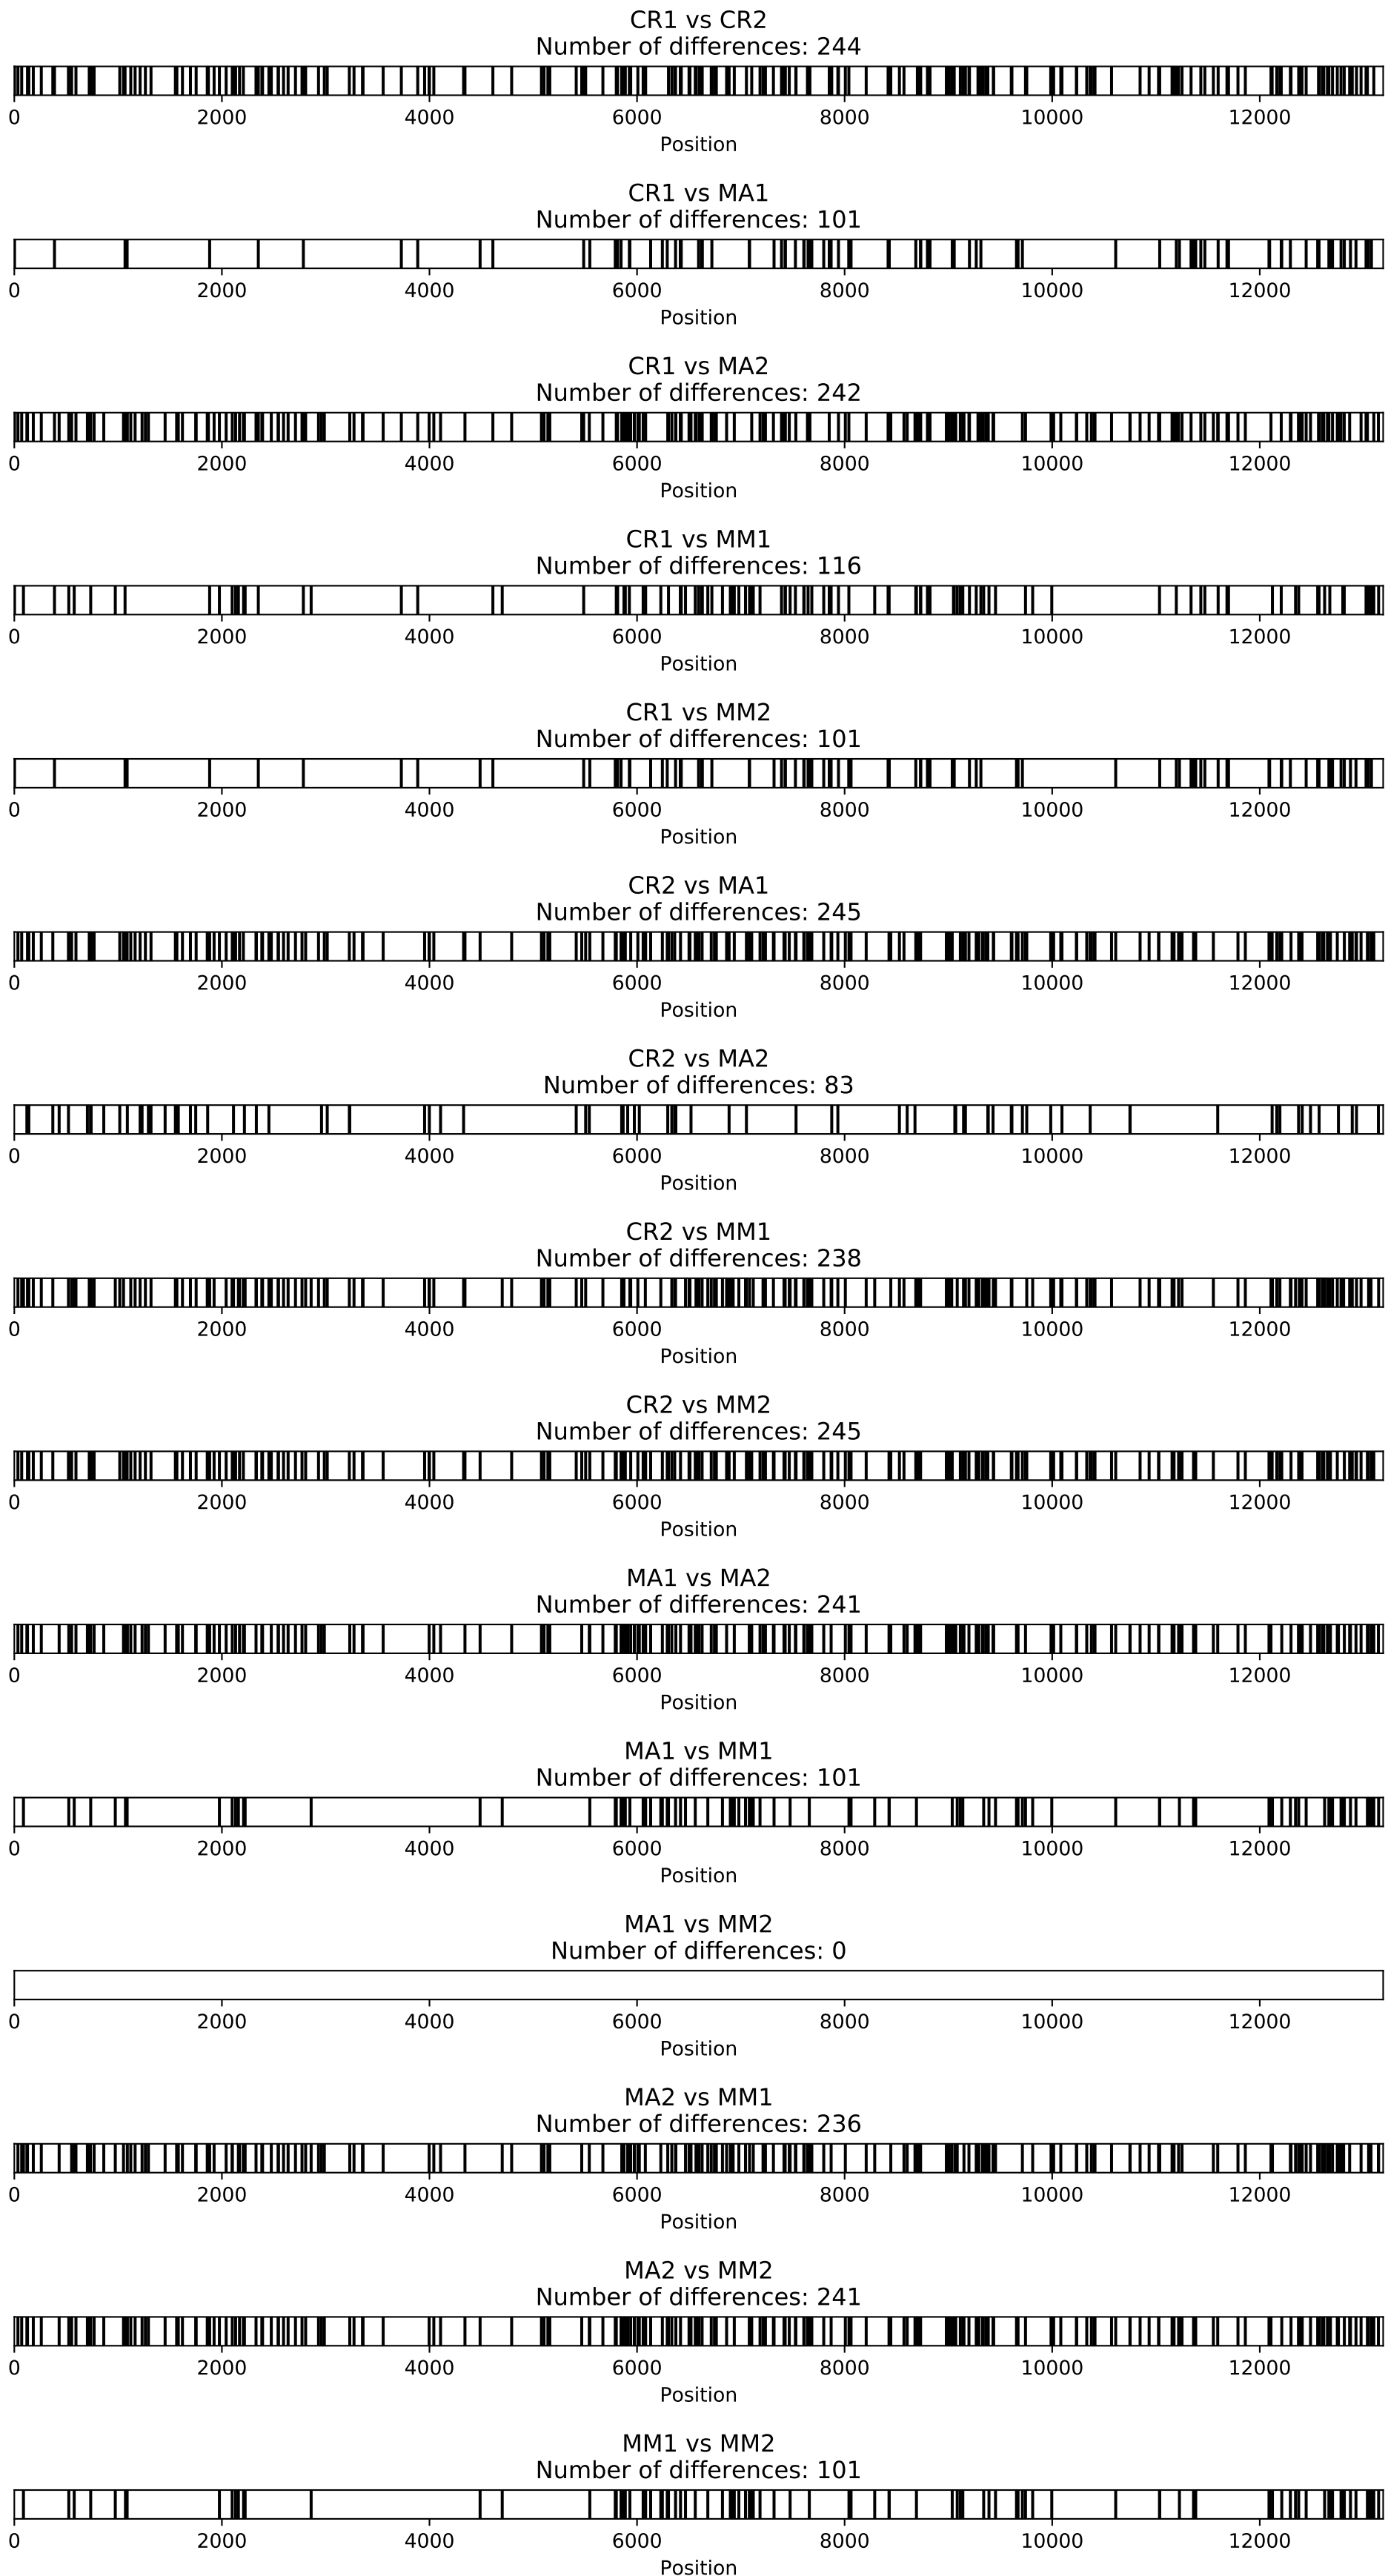 CR1 vs CR2
Number of differences: 244
0 2000 4000 6000 8000 10000 12000
Position
CR1 vs MA1
Number of differences: 101
0 2000 4000 6000 8000 10000 12000
Position
CR1 vs MA2
Number of differences: 242
0 2000 4000 6000 8000 10000 12000
Position
CR1 vs MM1
Number of differences: 116
0 2000 4000 6000 8000 10000 12000
Position
CR1 vs MM2
Number of differences: 101
0 2000 4000 6000 8000 10000 12000
Position
CR2 vs MA1
Number of differences: 245
0 2000 4000 6000 8000 10000 12000
Position
CR2 vs MA2
Number of differences: 83
0 2000 4000 6000 8000 10000 12000
Position
CR2 vs MM1
Number of differences: 238
0 2000 4000 6000 8000 10000 12000
Position
CR2 vs MM2
Number of differences: 245
0 2000 4000 6000 8000 10000 12000
Position
MA1 vs MA2
Number of differences: 241
0 2000 4000 6000 8000 10000 12000
Position
MA1 vs MM1
Number of differences: 101
0 2000 4000 6000 8000 10000 12000
Position
MA1 vs MM2
Number of differences: 0
0 2000 4000 6000 8000 10000 12000
Position
MA2 vs MM1
Number of differences: 236
0 2000 4000 6000 8000 10000 12000
Position
MA2 vs MM2
Number of differences: 241
0 2000 4000 6000 8000 10000 12000
Position
MM1 vs MM2
Number of differences: 101
0 2000 4000 6000 8000 10000 12000
Position